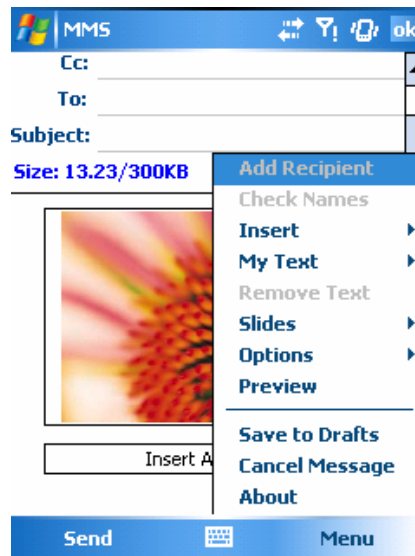 MMS ok
Cc:
To:
Subject:
Size: 13.23/300KB
Add Recipient
Check Names
Insert
My Text
Remove Text
Slides
Options
Preview
Save to Drafts
Cancel Message
About
Insert A
Send Menu